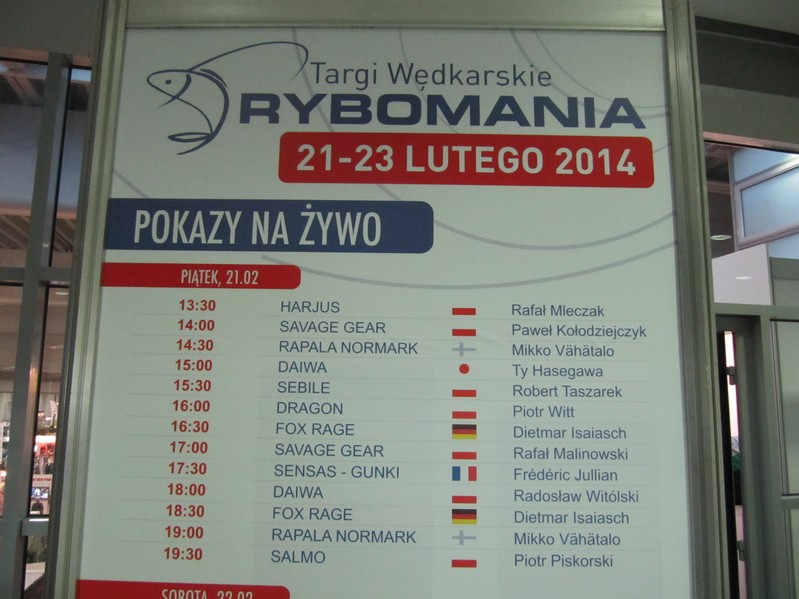 Targi Wędkarskie
RYBOMANIA
21-23 LUTEGO 2014
POKAZY NA ŻYWO
PIĄTEK, 21.02
13:30 HARJUS Rafał Mleczak
14:00 SAVAGE GEAR Paweł Kołodziejczyk
14:30 RAPALA NORMARK Mikko Vähätalo
15:00 DAIWA Ty Hasegawa
15:30 SEBILE Robert Taszarek
16:00 DRAGON Piotr Witt
16:30 FOX RAGE Dietmar Isaiasch
17:00 SAVAGE GEAR Rafał Malinowski
17:30 SENSAS - GUNKI Frédéric Jullian
18:00 DAIWA Radosław Witólski
18:30 FOX RAGE Dietmar Isaiasch
19:00 RAPALA NORMARK Mikko Vähätalo
19:30 SALMO Piotr Piskorski
SOBOTA, 22.02